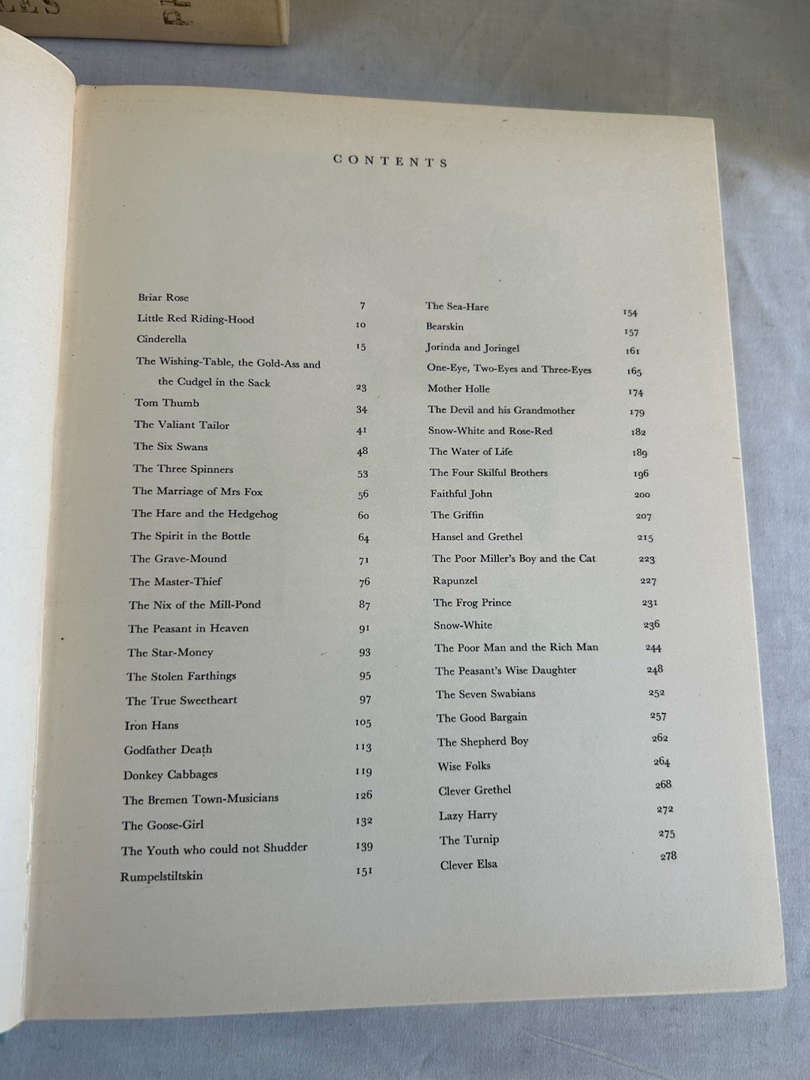 LES
CONTENTS
Briar Rose 7
Little Red Riding-Hood 10
Cinderella 15
The Wishing-Table, the Gold-Ass and
the Cudgel in the Sack 23
Tom Thumb 34
The Valiant Tailor 41
The Six Swans 48
The Three Spinners 53
The Marriage of Mrs Fox 56
The Hare and the Hedgehog 60
The Spirit in the Bottle 64
The Grave-Mound 71
The Master-Thief 76
The Nix of the Mill-Pond 87
The Peasant in Heaven 91
The Star-Money 93
The Stolen Farthings 95
The True Sweetheart 97
Iron Hans 105
Godfather Death 113
Donkey Cabbages 119
The Bremen Town-Musicians 126
The Goose-Girl 132
The Youth who could not Shudder 139
Rumpelstiltskin 151
The Sea-Hare 154
Bearskin 157
Jorinda and Joringel 161
One-Eye, Two-Eyes and Three-Eyes 165
Mother Holle 174
The Devil and his Grandmother 179
Snow-White and Rose-Red 182
The Water of Life 189
The Four Skilful Brothers 196
Faithful John 200
The Griffin 207
Hansel and Grethel 215
The Poor Miller's Boy and the Cat 223
Rapunzel 227
The Frog Prince 231
Snow-White 236
The Poor Man and the Rich Man 244
The Peasant's Wise Daughter 248
The Seven Swabians 252
The Good Bargain 257
The Shepherd Boy 262
Wise Folks 264
Clever Grethel 268
Lazy Harry 272
The Turnip 275
Clever Elsa 278